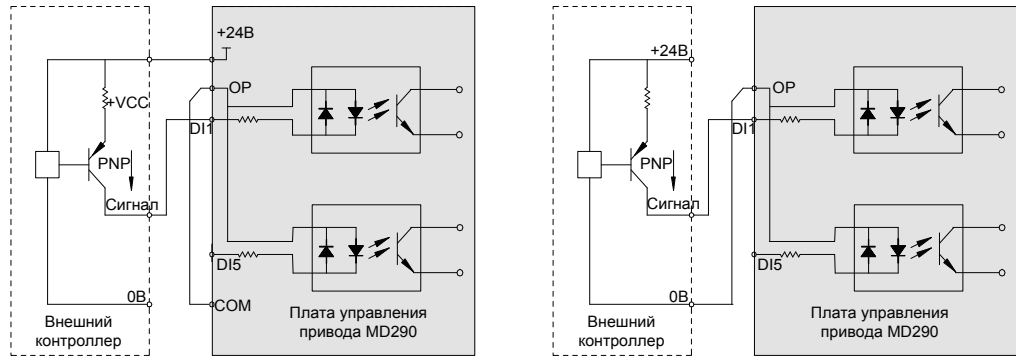 +24В
OP
+VCC
DI1
PNP
Сигнал
DI5
0В
COM
Внешний
контроллер
Плата управления
привода MD290
+24В
OP
DI1
PNP
Сигнал
DI5
0В
Внешний
контроллер
Плата управления
привода MD290